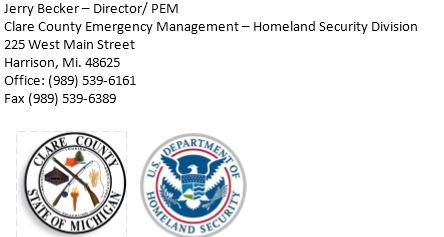 Jerry Becker – Director/ PEM
Clare County Emergency Management – Homeland Security Division
225 West Main Street
Harrison, Mi. 48625
Office: (989) 539-6161
Fax (989) 539-6389
CLARE COUNTY
STATE OF MICHIGAN
U.S. DEPARTMENT OF
HOMELAND SECURITY